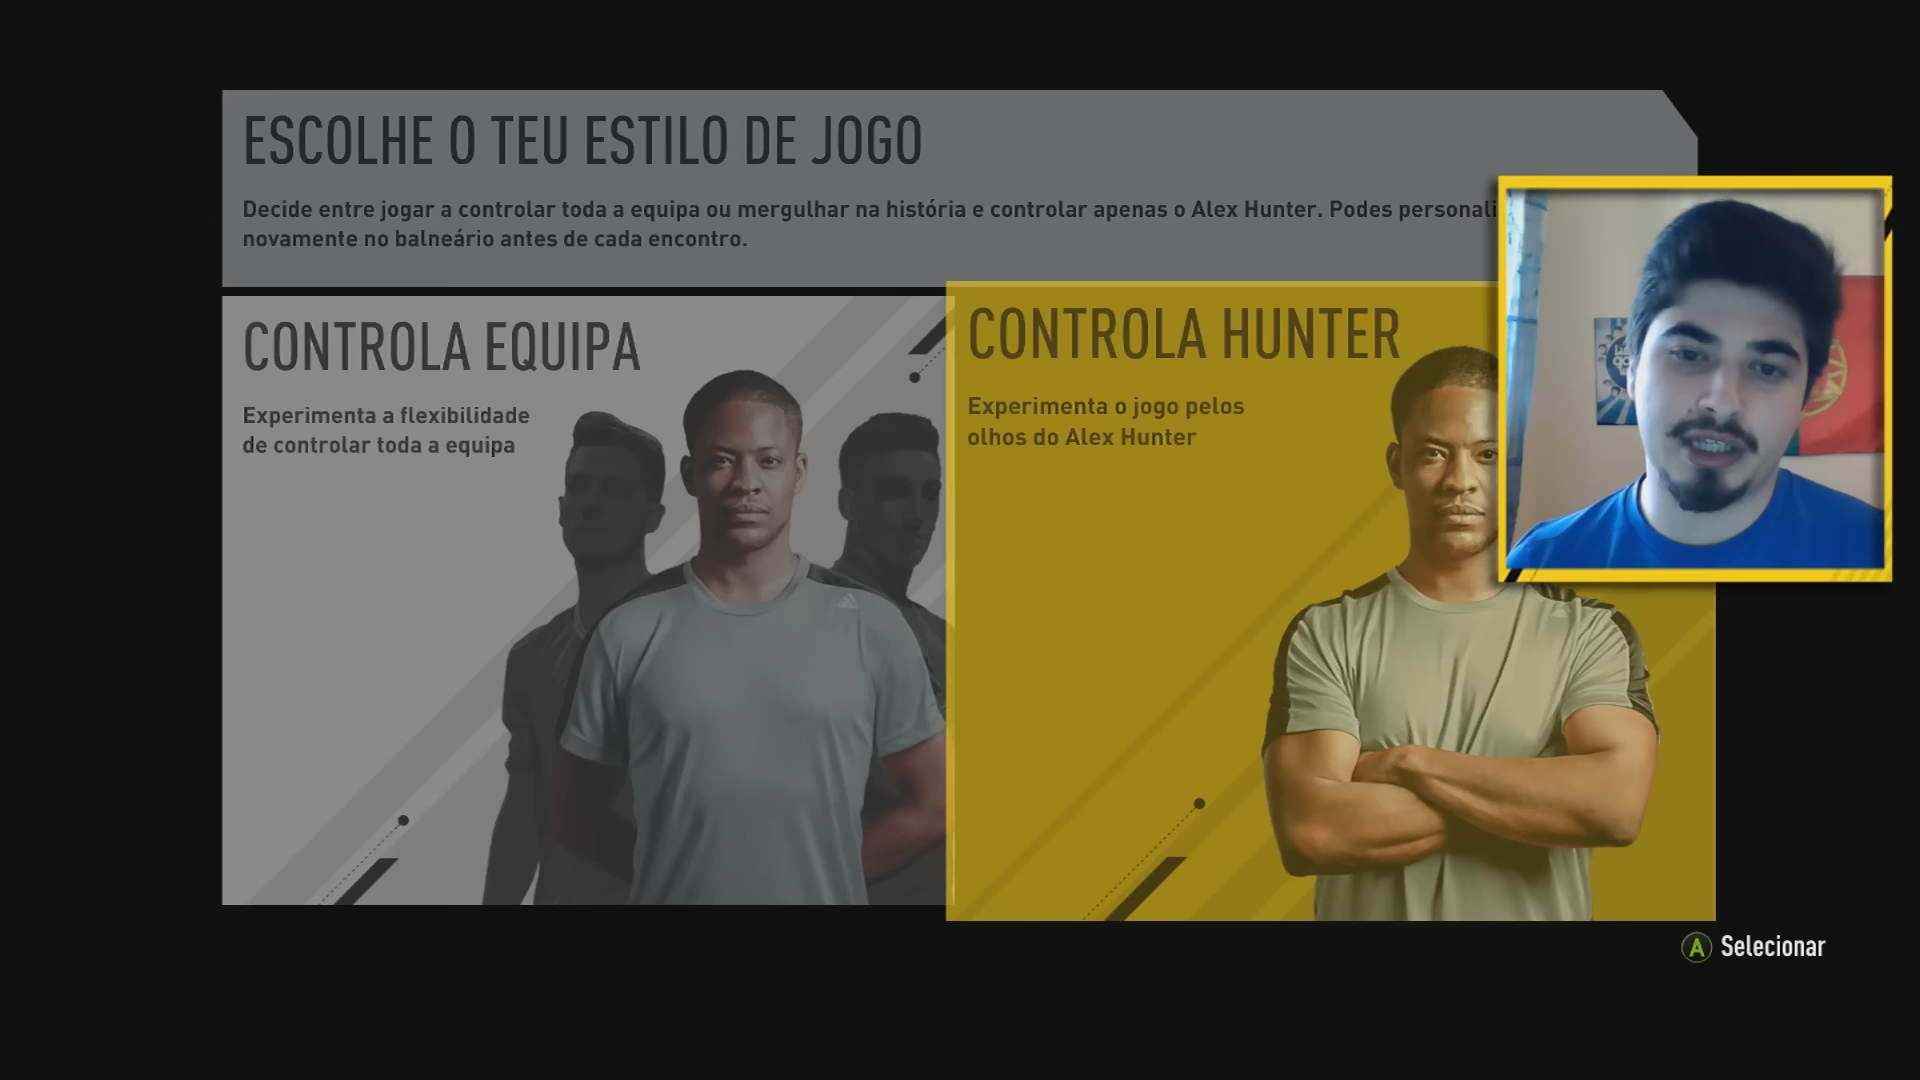 ESCOLHE O TEU ESTILO DE JOGO
Decide entre jogar a controlar toda a equipa ou mergulhar na história e controlar apenas o Alex Hunter. Podes
novamente no balneário antes de cada encontro.
CONTROLA EQUIPA
Experimenta a flexibilidade
de controlar toda a equipa
CONTROLA HUNTER
Experimenta o jogo pelos
olhos do Alex Hunter
A Selecionar